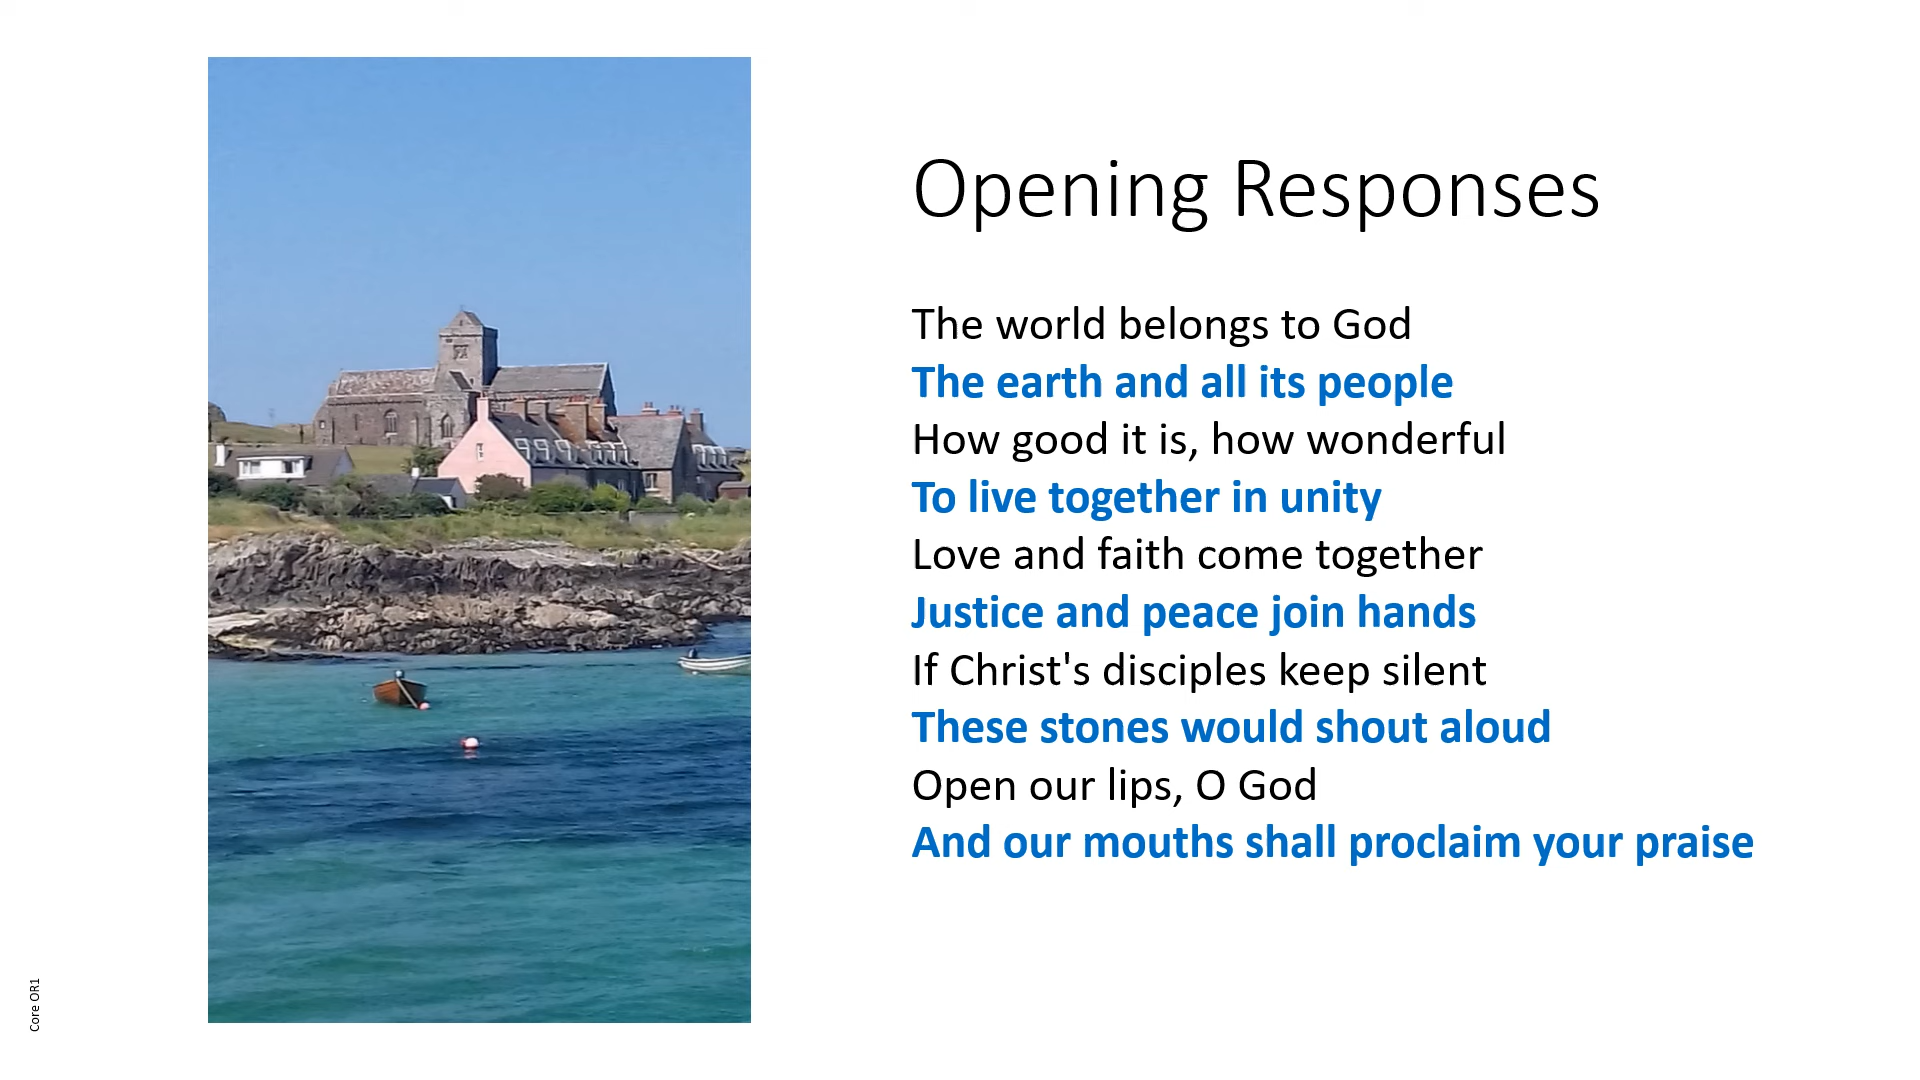 Opening Responses
The world belongs to God
The earth and all its people
How good it is, how wonderful
To live together in unity
Love and faith come together
Justice and peace join hands
If Christ's disciples keep silent
These stones would shout aloud
Open our lips, O God
And our mouths shall proclaim your praise
Core OR1